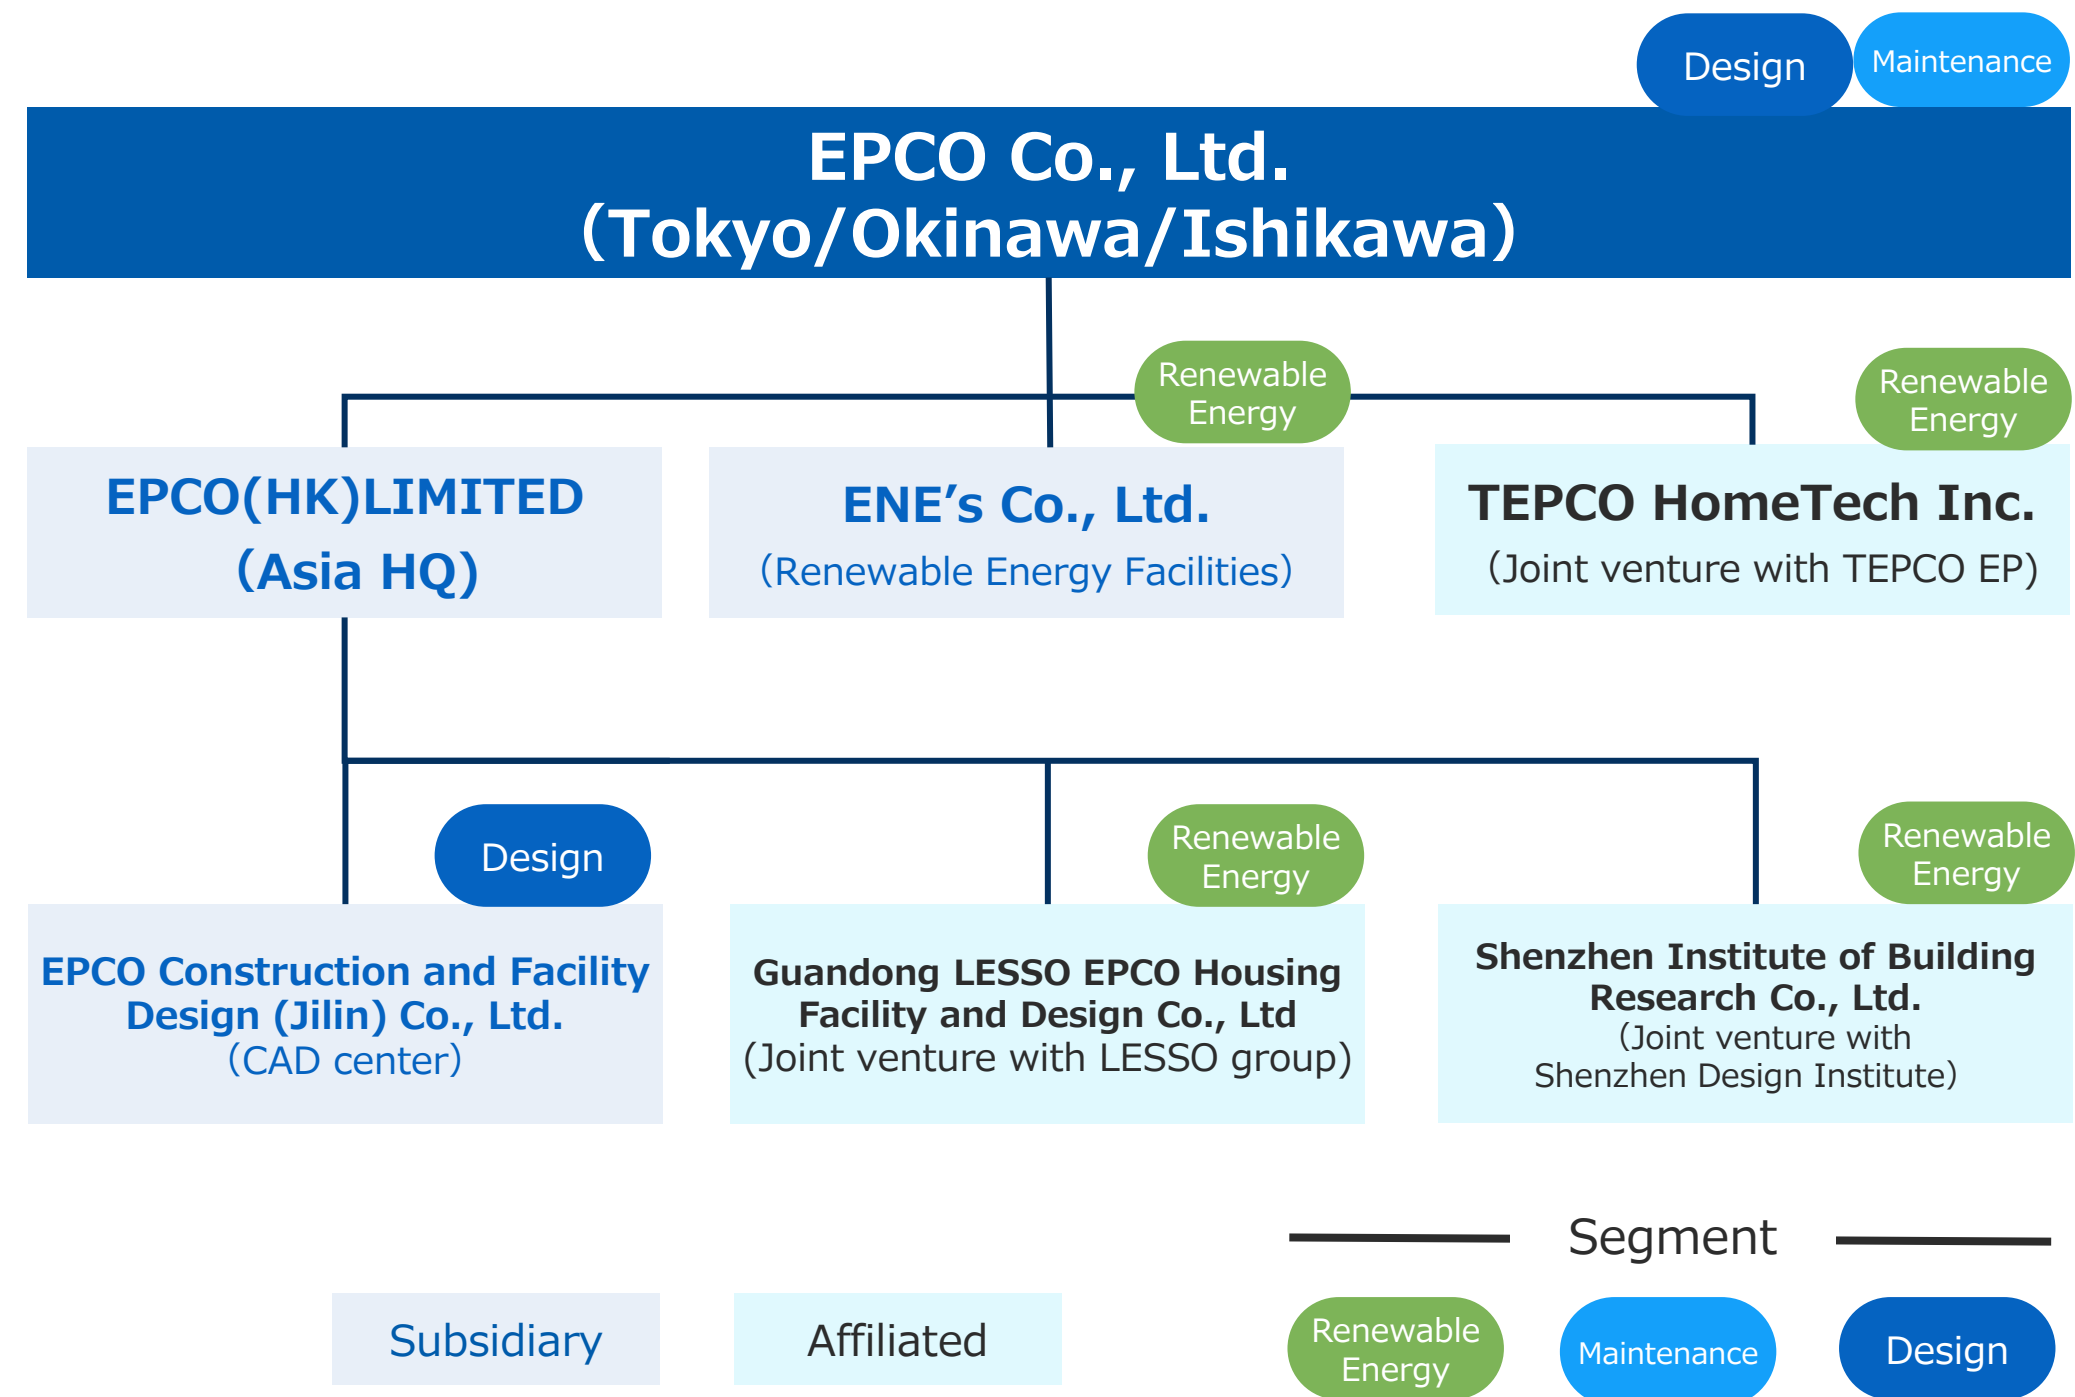 Design
Maintenance
EPCO Co., Ltd.
（Tokyo/Okinawa/Ishikawa）
Renewable
Energy
Renewable
Energy
EPCO(HK)LIMITED
（Asia HQ)
ENE’s Co., Ltd.
（Renewable Energy Facilities）
TEPCO HomeTech Inc.
（Joint venture with TEPCO EP)
Design
Renewable
Energy
Renewable
Energy
EPCO Construction and Facility
Design (Jilin) Co., Ltd.
（CAD center）
Guandong LESSO EPCO Housing
Facility and Design Co., Ltd
(Joint venture with LESSO group)
Shenzhen Institute of Building
Research Co., Ltd.
（Joint venture with
Shenzhen Design Institute）
Segment
Subsidiary
Affiliated
Renewable
Energy
Maintenance
Design